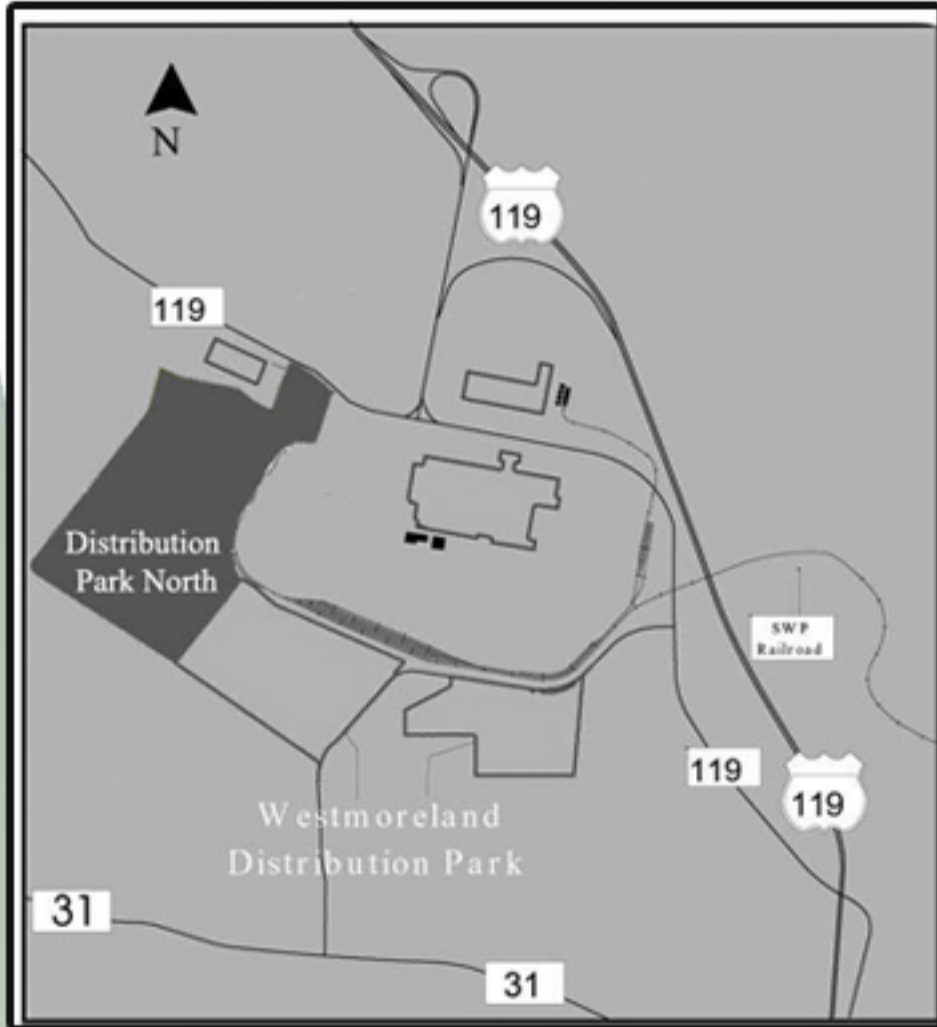 N
119
119
Distribution
Park North
SWP
Railroad
119
119
Westmoreland
Distribution Park
31
31